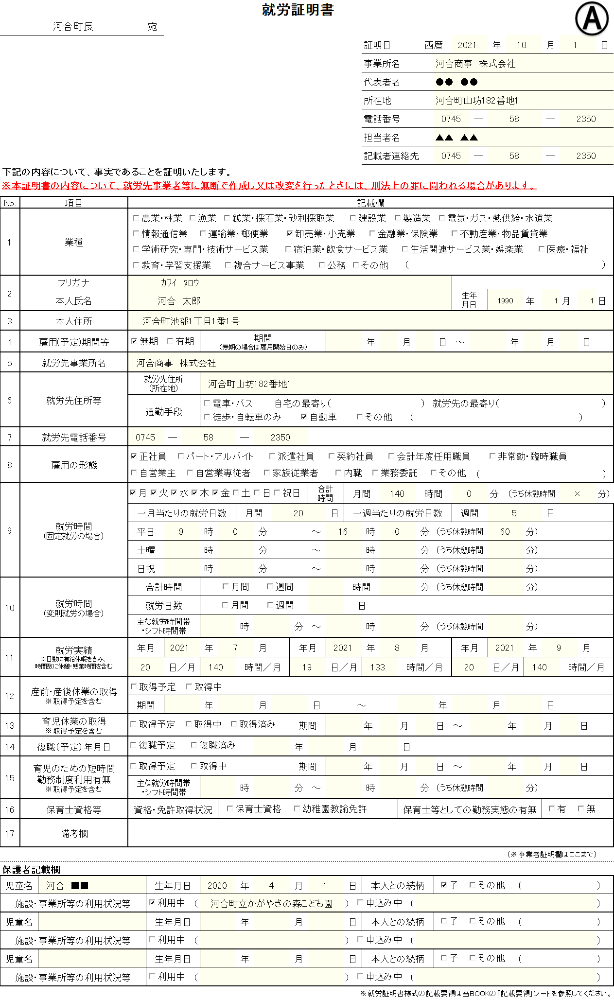 就労証明書
Ⓐ
河合町長 宛
証明日 西暦 2021 年 10 月 1 日
事業所名 河合商事 株式会社
代表者名 ●● ●●
所在地 河合町山坊182番地1
電話番号 0745 ― 58 ― 2350
担当者名 ▲▲ ▲▲
記載者連絡先 0745 ― 58 ― 2350
下記の内容について、事実であることを証明いたします。
※本証明書の内容について、就労先事業者等に無断で作成し又は改変を行ったときには、刑法上の罪に問われる場合があります。
No. 項目 記載欄
1 業種
□農業・林業 □漁業 □鉱業・採石業・砂利採取業 □建設業 □製造業 □電気・ガス・熱供給・水道業
□情報通信業 □運輸業・郵便業 ☑卸売業・小売業 □金融業・保険業 □不動産業・物品賃貸業
□学術研究・専門・技術サービス業 □宿泊業・飲食サービス業 □生活関連サービス業・娯楽業 □医療・福祉
□教育・学習支援業 □複合サービス事業 □公務 □その他 ( )
2 フリガナ ｶﾜｲ ﾀﾛｳ
本人氏名 河合 太郎 生年月日 1990 年 1 月 1 日
3 本人住所 河合町池部1丁目1番1号
4 雇用(予定)期間等 ☑無期 □有期 期間 年 月 日 ～ 年 月 日
(無期の場合は雇用開始日のみ)
5 就労先事業所名 河合商事 株式会社
6 就労先住所等
就労先住所
(所在地) 河合町山坊182番地1
通勤手段
□電車・バス 自宅の最寄り( ) 就労先の最寄り( )
□徒歩・自転車のみ ☑自動車 □その他 ( )
7 就労先電話番号 0745 ― 58 ― 2350
8 雇用の形態
☑正社員 □パート・アルバイト □派遣社員 □契約社員 □会計年度任用職員 □非常勤・臨時職員
□自営業主 □自営業専従者 □家族従業者 □内職 □業務委託 □その他 ( )
9 就労時間
(固定就労の場合)
☑月 ☑火 ☑水 ☑木 ☑金 □土 □日 □祝日 合計時間 月間 140 時間 0 分 (うち休憩時間 × 分)
一月当たりの就労日数 月間 20 日 一週当たりの就労日数 週間 5 日
平日 9 時 0 分 ～ 16 時 0 分 (うち休憩時間 60 分)
土曜 時 分 ～ 時 分 (うち休憩時間 分)
日祝 時 分 ～ 時 分 (うち休憩時間 分)
10 就労時間
(変則就労の場合)
合計時間 □月間 □週間 時間 分 (うち休憩時間 分)
就労日数 □月間 □週間 日
主な就労時間帯
・シフト時間帯 時 分 ～ 時 分 (うち休憩時間 分)
11 就労実績
※日数に有給休暇を含み、
時間数に休憩・残業時間を含む
年月 2021 年 7 月 年月 2021 年 8 月 年月 2021 年 9 月
20 日／月 140 時間／月 19 日／月 133 時間／月 20 日／月 140 時間／月
12 産前・産後休業の取得
※取得予定を含む
□取得予定 □取得中
期間 年 月 日 ～ 年 月 日
13 育児休業の取得
※取得予定を含む
□取得予定 □取得中 □取得済み 期間 年 月 日 ～ 年 月 日
14 復職(予定)年月日 □復職予定 □復職済み 年 月 日
15 育児のための短時間
勤務制度利用有無
※取得予定を含む
□取得予定 □取得中 期間 年 月 日 ～ 年 月 日
主な就労時間帯
・シフト時間帯 時 分 ～ 時 分 (うち休憩時間 分)
16 保育士資格等 資格・免許取得状況 □保育士資格 □幼稚園教諭免許 保育士等としての勤務実態の有無 □有 □無
17 備考欄
(※事業者証明欄はここまで)
保護者記載欄
児童名 河合 ■■ 生年月日 2020 年 4 月 1 日 本人との続柄 ☑子 □その他 ( )
施設・事業所等の利用状況等 ☑利用中 ( 河合町立かがやきの森こども園 ) □申込み中 ( )
児童名 生年月日 年 月 日 本人との続柄 □子 □その他 ( )
施設・事業所等の利用状況等 □利用中 ( ) □申込み中 ( )
児童名 生年月日 年 月 日 本人との続柄 □子 □その他 ( )
施設・事業所等の利用状況等 □利用中 ( ) □申込み中 ( )
※就労証明書様式の記載要領は当BOOKの「記載要領」シートを参照してください。